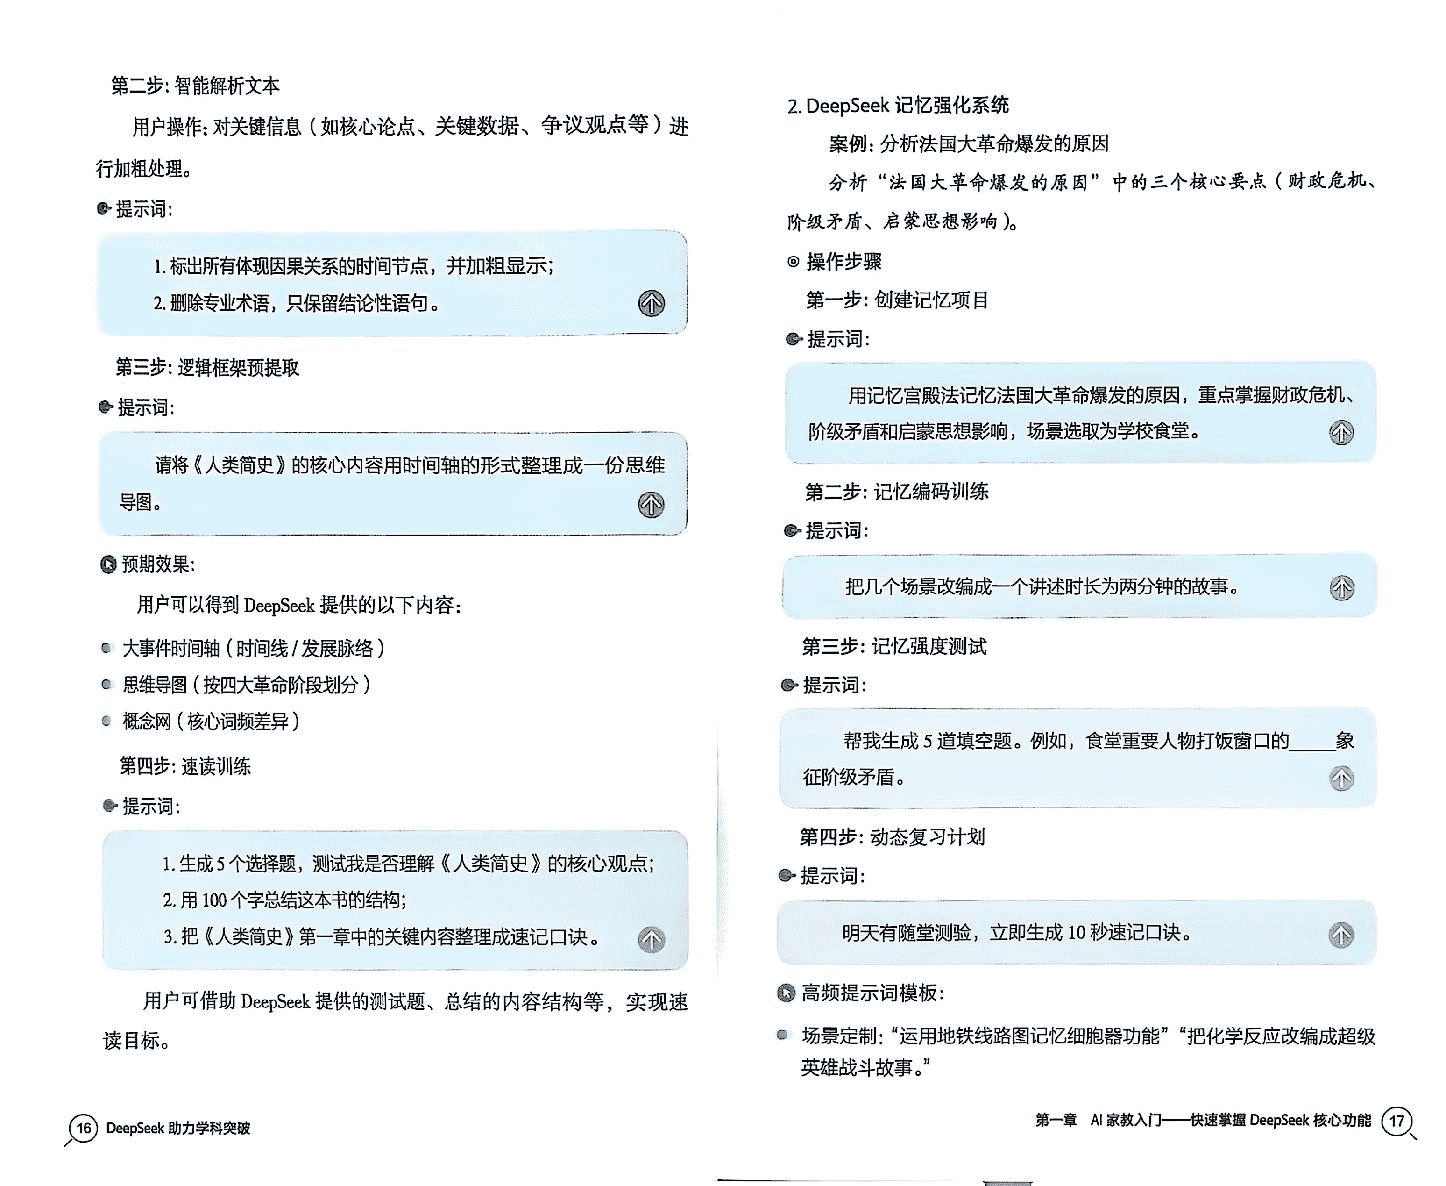 第二步：智能解析文本
用户操作：对关键信息（如核心论点、关键数据、争议观点等）进
行加粗处理。
提示词：
1. 标出所有体现因果关系的时间节点，并加粗显示；
2. 删除专业术语，只保留结论性语句。
第三步：逻辑框架预提取
提示词：
请将《人类简史》的核心内容用时间轴的形式整理成一份思维
导图。
预期效果：
用户可以得到 DeepSeek 提供的以下内容：
大事件时间轴（时间线 / 发展脉络）
思维导图（按四大革命阶段划分）
概念网（核心词频差异）
第四步：速读训练
提示词：
1. 生成 5 个选择题，测试我是否理解《人类简史》的核心观点；
2. 用 100 个字总结这本书的结构；
3. 把《人类简史》第一章中的关键内容整理成速记口诀。
用户可借助 DeepSeek 提供的测试题、总结的内容结构等，实现速
读目标。
16 DeepSeek 助力学科突破
2. DeepSeek 记忆强化系统
案例：分析法国大革命爆发的原因
分析“法国大革命爆发的原因”中的三个核心要点（财政危机、
阶级矛盾、启蒙思想影响）。
操作步骤
第一步：创建记忆项目
提示词：
用记忆宫殿法记忆法国大革命爆发的原因，重点掌握财政危机、
阶级矛盾和启蒙思想影响，场景选取为学校食堂。
第二步：记忆编码训练
提示词：
把几个场景改编成一个讲述时长为两分钟的故事。
第三步：记忆强度测试
提示词：
帮我生成 5 道填空题。例如，食堂重要人物打饭窗口的_____象
征阶级矛盾。
第四步：动态复习计划
提示词：
明天有随堂测验，立即生成 10 秒速记口诀。
高频提示词模板：
场景定制：“运用地铁线路图记忆细胞器功能”“把化学反应改编成超级
英雄战斗故事。”
第一章 AI 家教入门——快速掌握 DeepSeek 核心功能 17